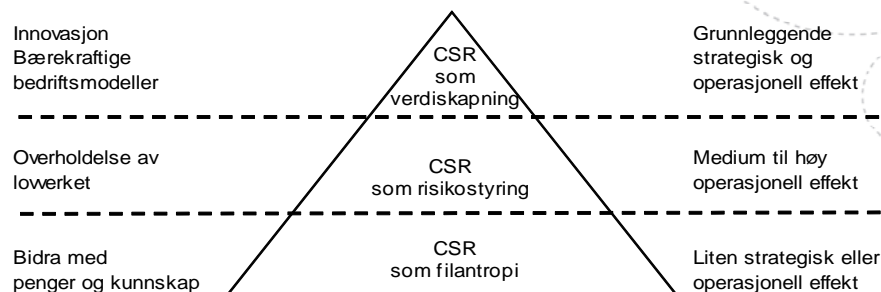 Innovasjon
Bærekraftige
bedriftsmodeller
CSR
som
verdiskapning
Grunnleggende
strategisk og
operasjonell effekt
Overholdelse av
lovverket
CSR
som risikostyring
Medium til høy
operasjonell effekt
Bidra med
penger og kunnskap
CSR
som filantropi
Liten strategisk eller
operasjonell effekt